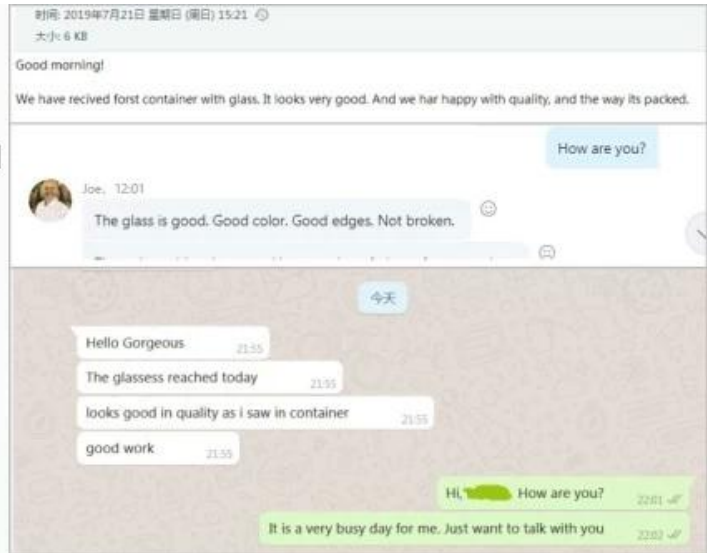 时间: 2019年7月21日 星期日 (周日) 15:21
大小: 6 KB
Good morning!
We have recived forst container with glass. It looks very good. And we har happy with quality, and the way its packed.
How are you?
Joe, 12:01
The glass is good. Good color. Good edges. Not broken.
今天
Hello Gorgeous 21:55
The glassess reached today 21:55
looks good in quality as i saw in container 21:55
good work 21:55
Hi, How are you? 22:01
It is a very busy day for me. Just want to talk with you 22:02